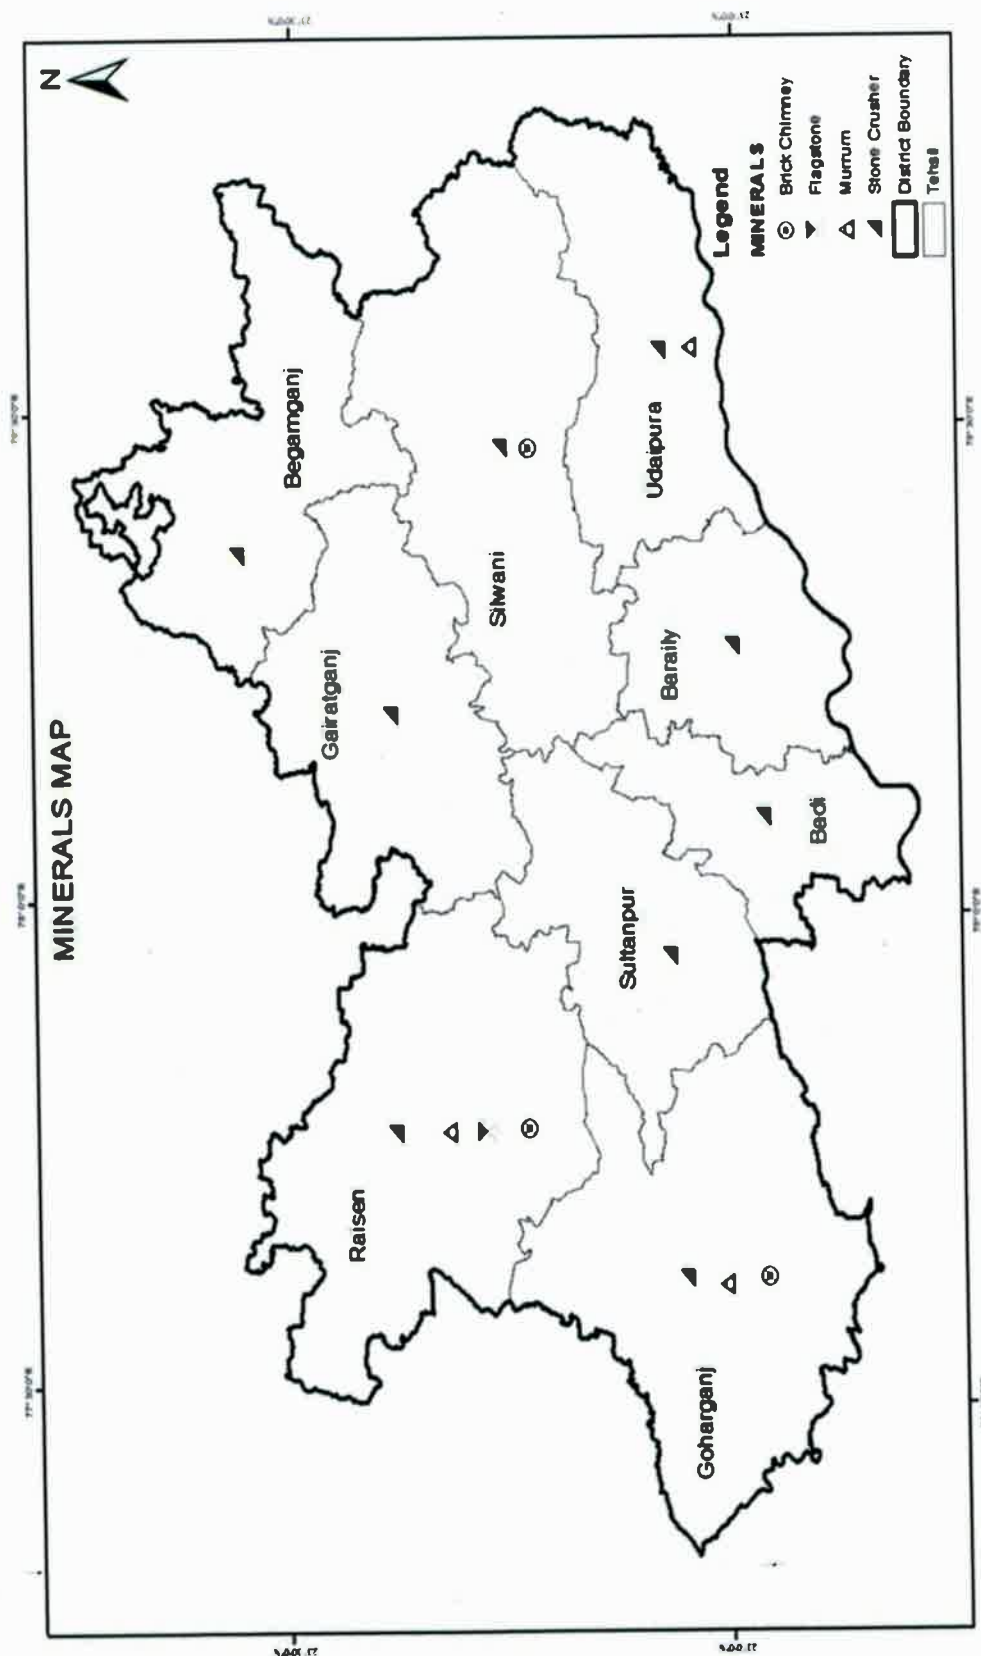 MINERALS MAP
N
Begamganj
Gairatganj
Silwani
Raisen
Udaipura
Baraily
Sultanpur
Badi
Goharganj
Legend
MINERALS
Brick Chimney
Flagstone
Murrum
Stone Crusher
District Boundary
Tehsil